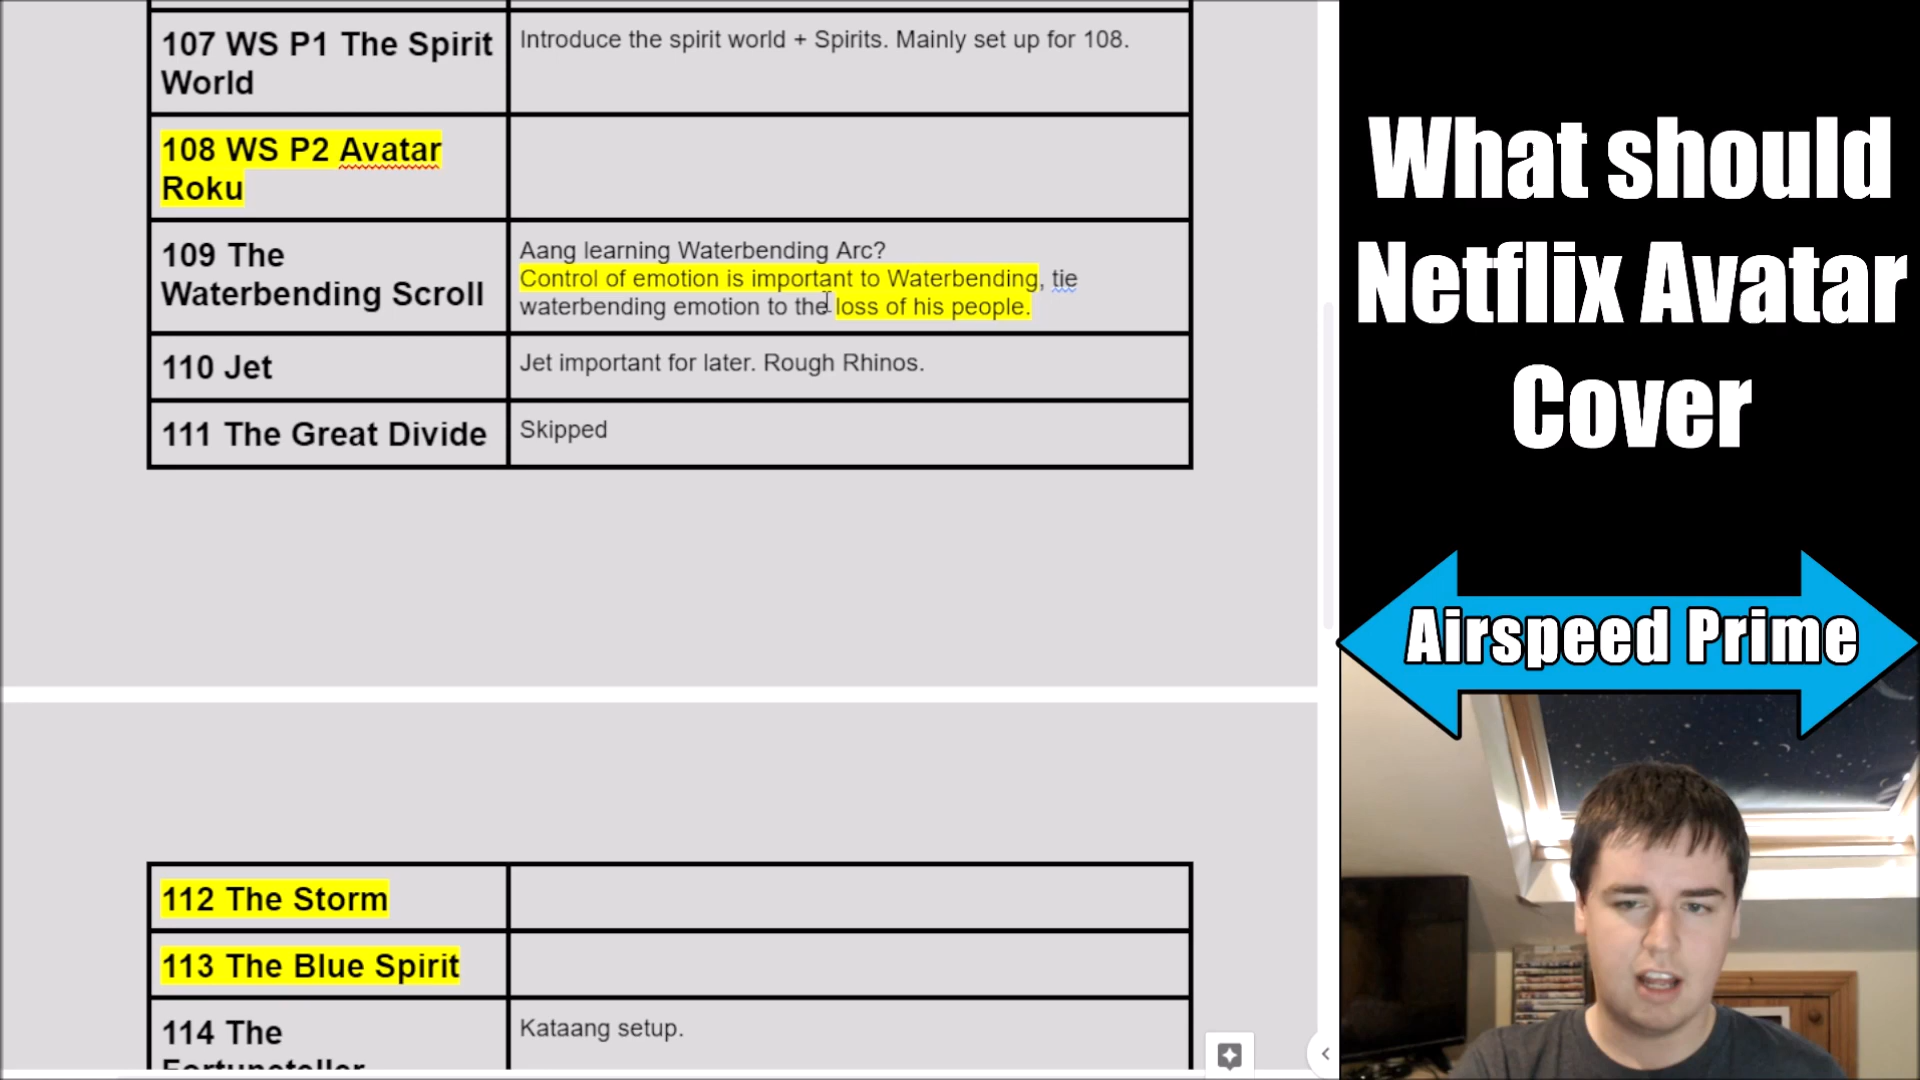 107 WS P1 The Spirit
World
Introduce the spirit world + Spirits. Mainly set up for 108.
108 WS P2 Avatar
Roku
109 The
Waterbending Scroll
Aang learning Waterbending Arc?
Control of emotion is important to Waterbending, tie
waterbending emotion to the loss of his people.
110 Jet
Jet important for later. Rough Rhinos.
111 The Great Divide
Skipped
112 The Storm
113 The Blue Spirit
114 The
Fortuneteller
Kataang setup.
What should
Netflix Avatar
Cover
Airspeed Prime